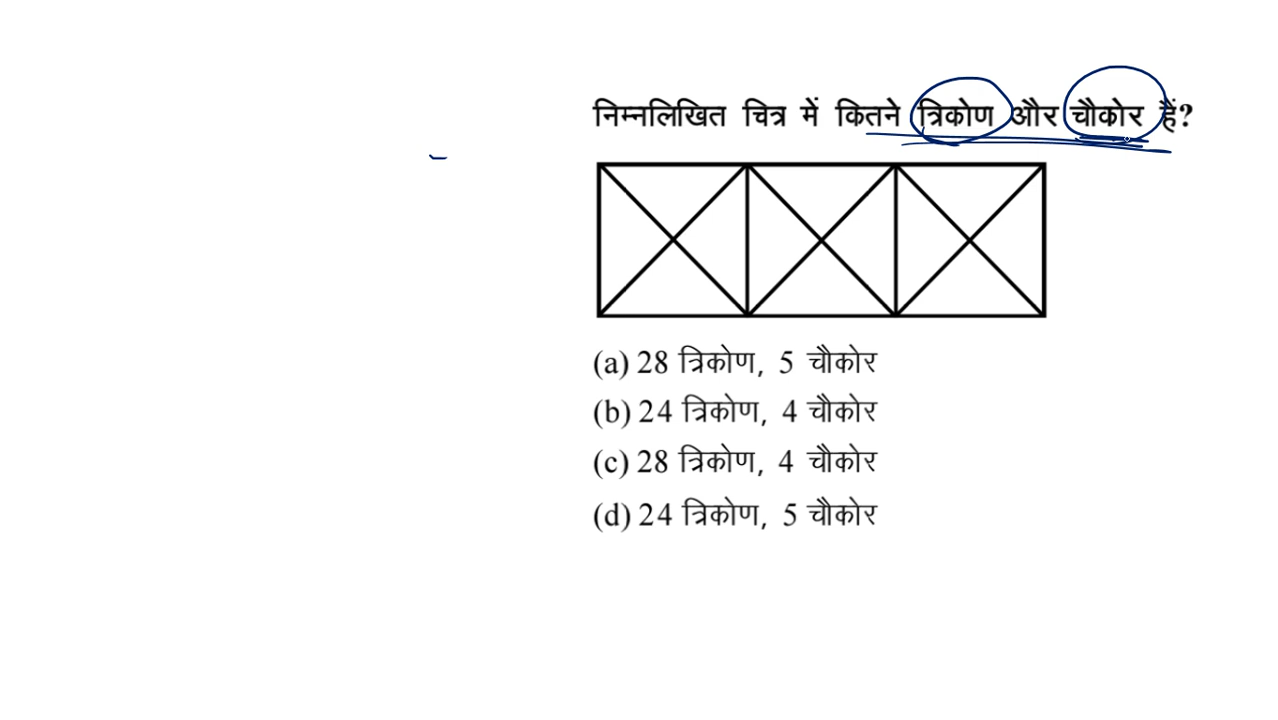 निम्नलिखित चित्र में कितने त्रिकोण और चौकोर हैं?
(a) 28 त्रिकोण, 5 चौकोर
(b) 24 त्रिकोण, 4 चौकोर
(c) 28 त्रिकोण, 4 चौकोर
(d) 24 त्रिकोण, 5 चौकोर